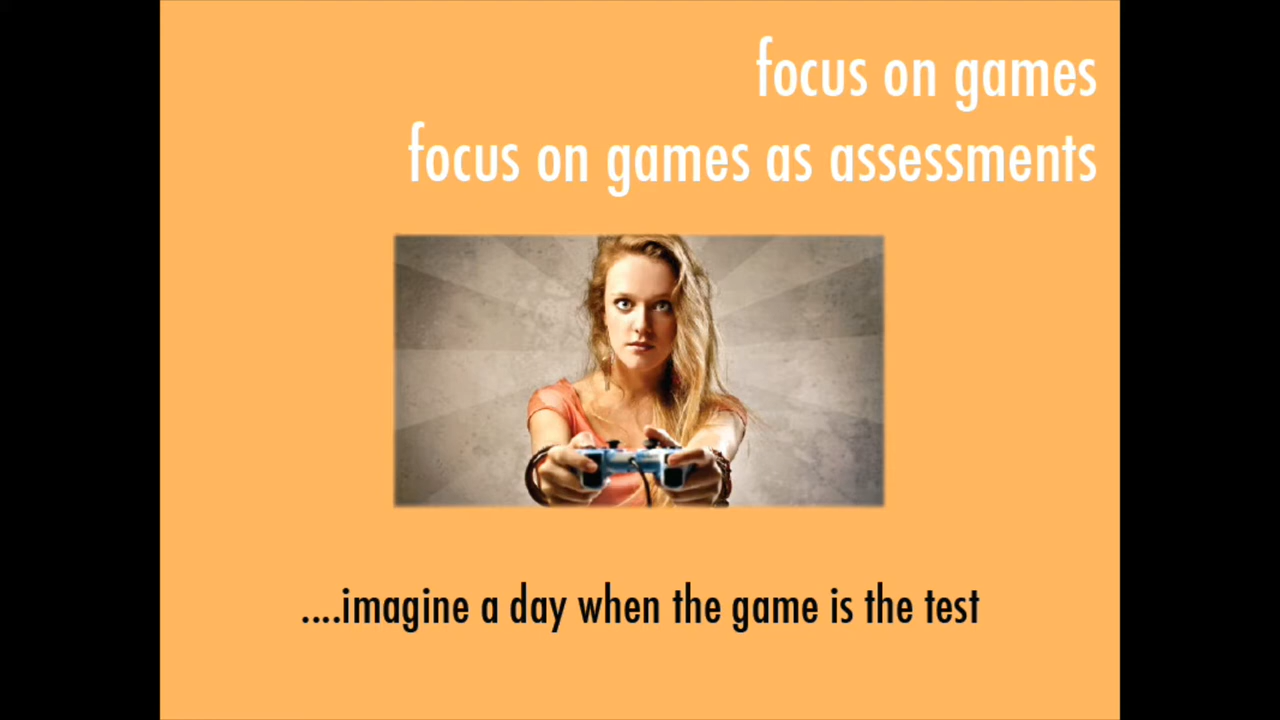 focus on games
focus on games as assessments
....imagine a day when the game is the test